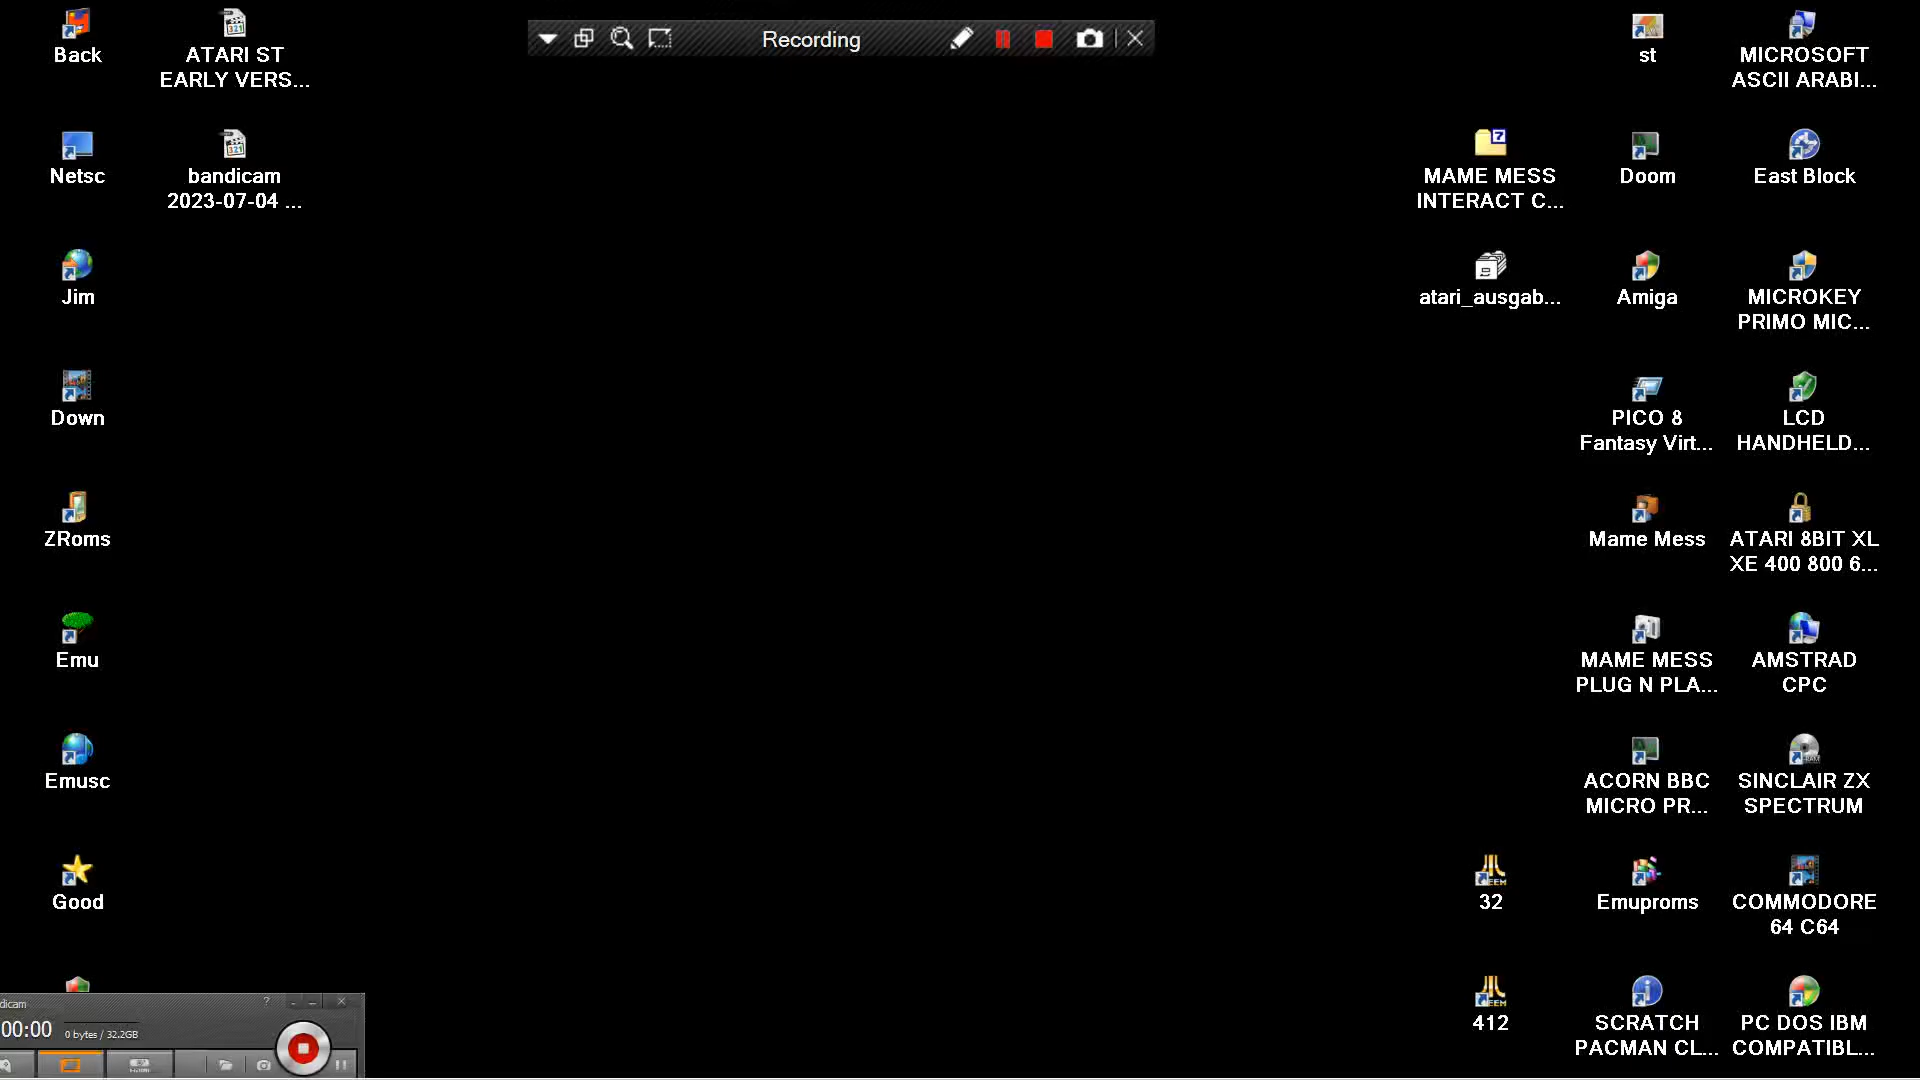 Recording
Back
ATARI ST
EARLY VERS...
st
MICROSOFT
ASCII ARABI...
Netsc
bandicam
2023-07-04 ...
MAME MESS
INTERACT C...
Doom
East Block
Jim
atari_ausgab...
Amiga
MICROKEY
PRIMO MIC...
Down
PICO 8
Fantasy Virt...
LCD
HANDHELD...
ZRoms
Mame Mess
ATARI 8BIT XL
XE 400 800 6...
Emu
MAME MESS
PLUG N PLA...
AMSTRAD
CPC
Emusc
ACORN BBC
MICRO PR...
SINCLAIR ZX
SPECTRUM
Good
32
Emuproms
COMMODORE
64 C64
412
SCRATCH
PACMAN CL...
PC DOS IBM
COMPATIBL...
dicam
00:00
0 bytes / 32.2GB